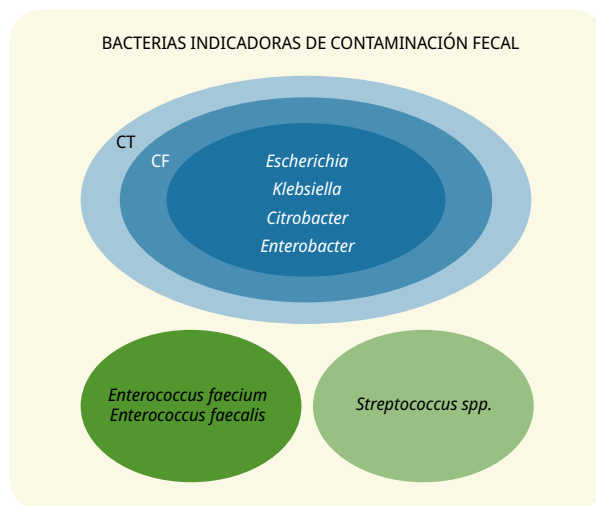 BACTERIAS INDICADORAS DE CONTAMINACIÓN FECAL
CT
CF
Escherichia
Klebsiella
Citrobacter
Enterobacter
Enterococcus faecium
Enterococcus faecalis
Streptococcus spp.